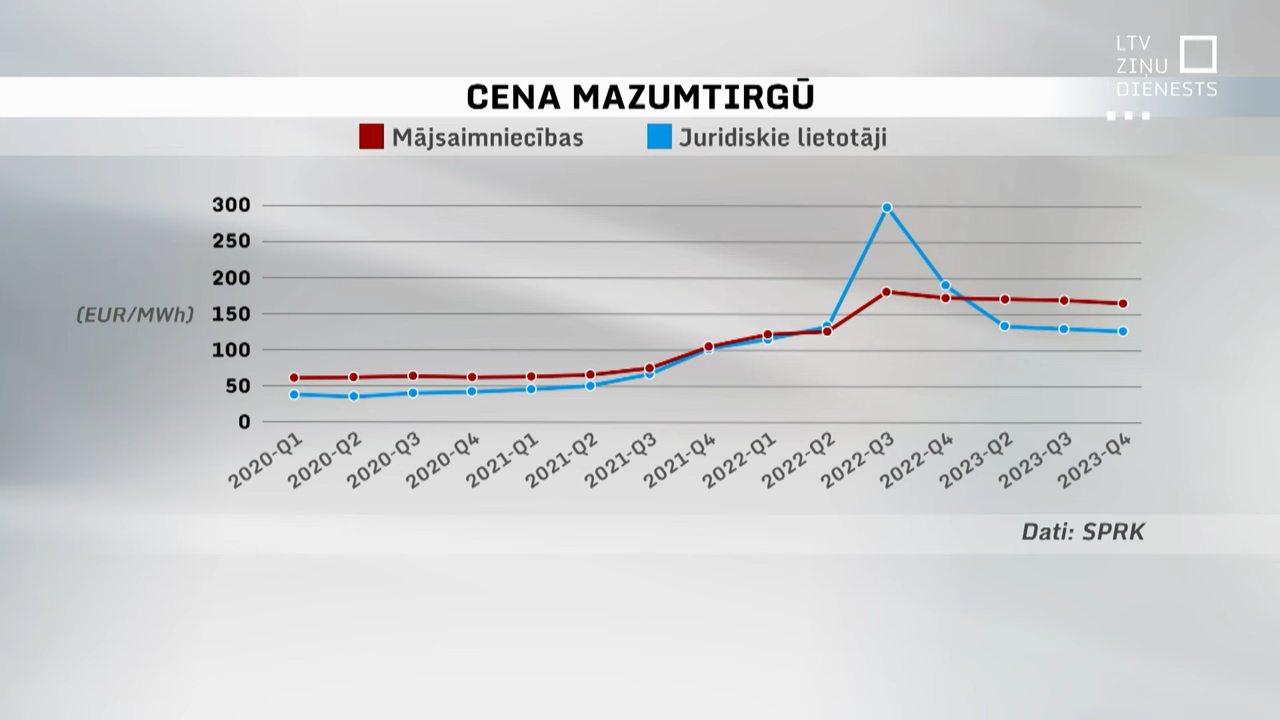 LTV
ZIŅU
DIENESTS
CENA MAZUMTIRGŪ
Mājsaimniecības
Juridiskie lietotāji
300
250
200
(EUR/MWh)
150
100
50
0
2020-Q1
2020-Q2
2020-Q3
2020-Q4
2021-Q1
2021-Q2
2021-Q3
2021-Q4
2022-Q1
2022-Q2
2022-Q3
2022-Q4
2023-Q2
2023-Q3
2023-Q4
Dati: SPRK